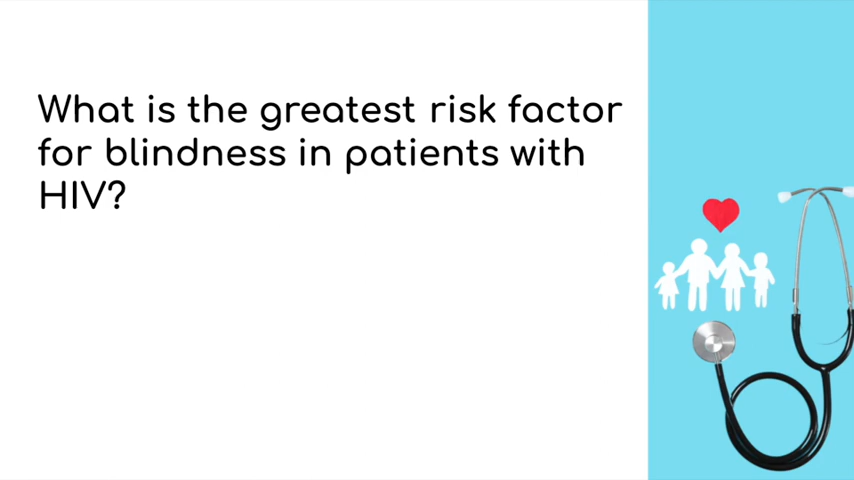 What is the greatest risk factor
for blindness in patients with
HIV?